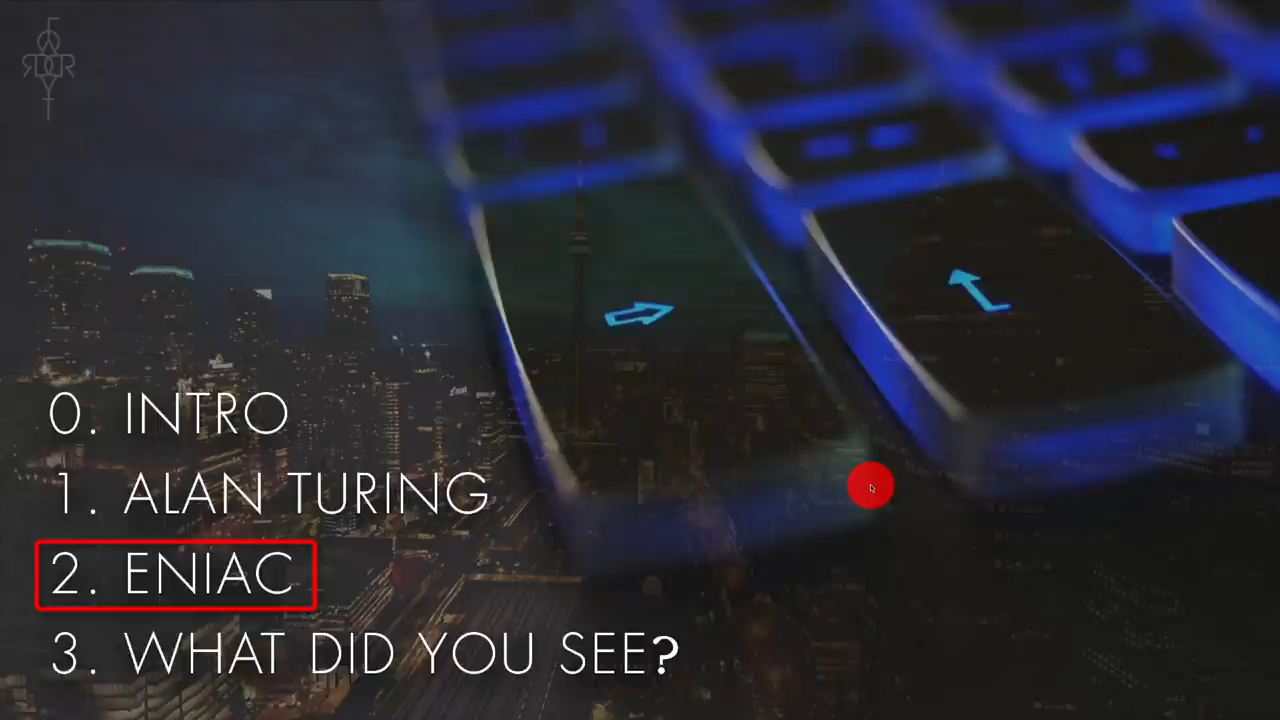 0. INTRO
1. ALAN TURING
2. ENIAC
3. WHAT DID YOU SEE?